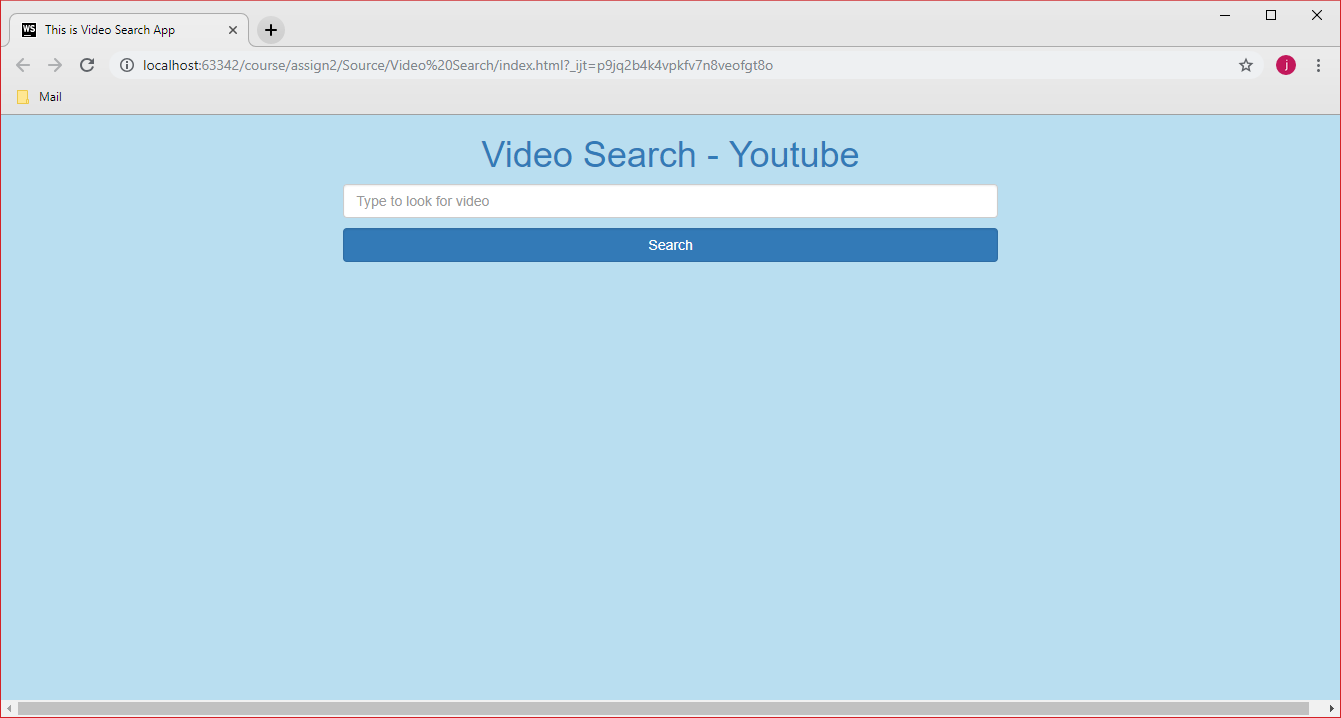 WS
This is Video Search App
localhost:63342/course/assign2/Source/Video%20Search/index.html?_ijt=p9jq2b4k4vpkfv7n8veofgt8o
j
Mail
Video Search - Youtube
Type to look for video
Search